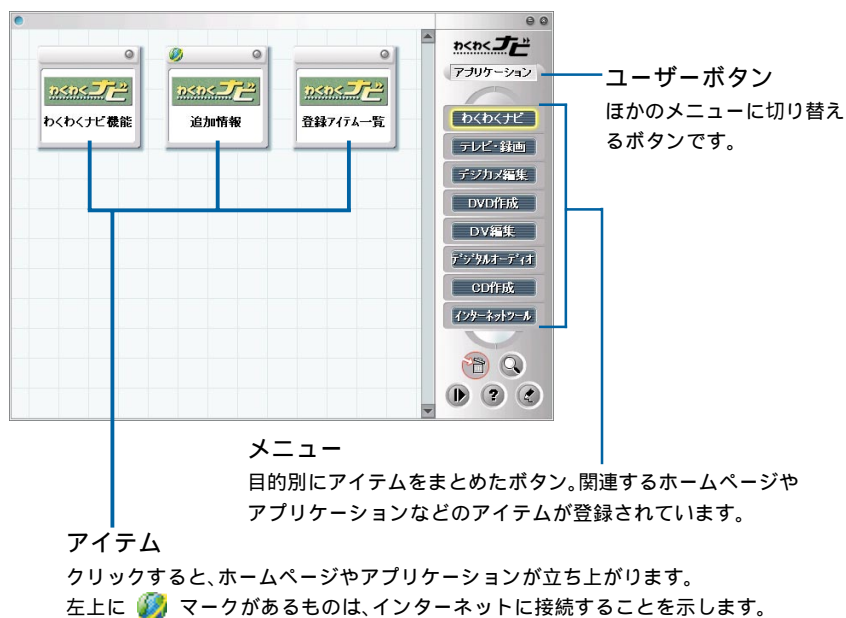 わくわくナビ
アプリケーション
わくわくナビ
わくわくナビ機能
わくわくナビ
追加情報
わくわくナビ
登録アイテム一覧
わくわくナビ
テレビ・録画
デジカメ編集
DVD作成
DV編集
デジタルオーディオ
CD作成
インターネットツール
?
ユーザーボタン
ほかのメニューに切り替え
るボタンです。
メニュー
目的別にアイテムをまとめたボタン。関連するホームページや
アプリケーションなどのアイテムが登録されています。
アイテム
クリックすると、ホームページやアプリケーションが立ち上がります。
左上に マークがあるものは、インターネットに接続することを示します。